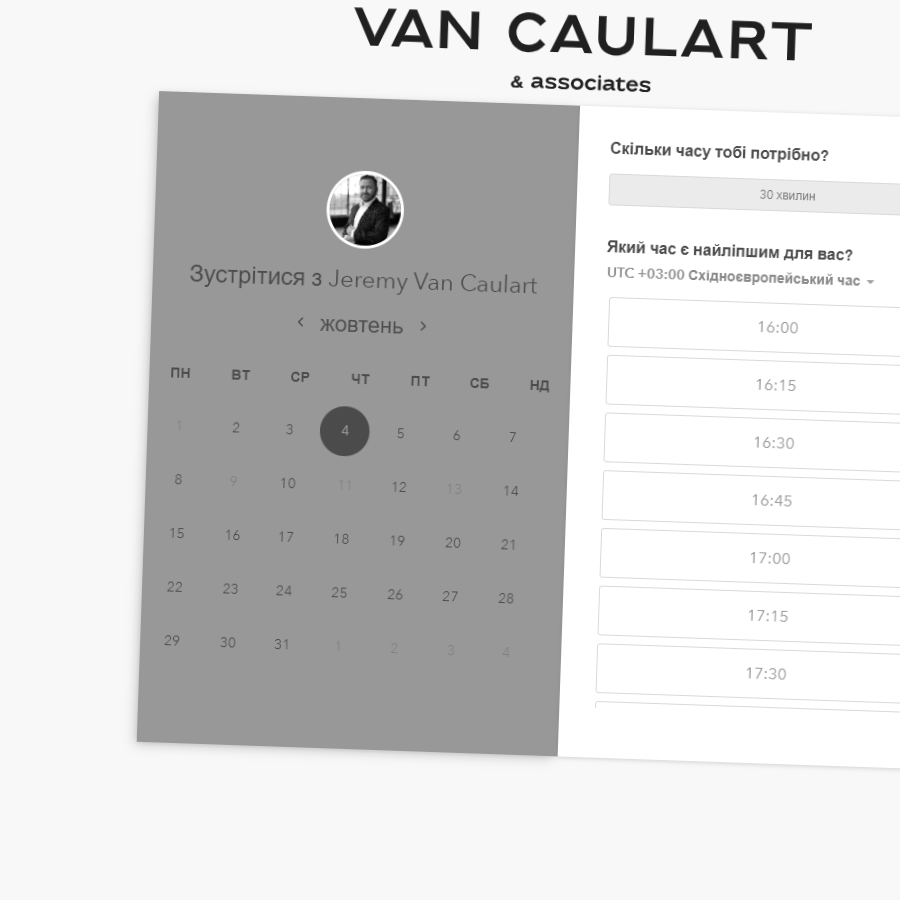 VAN CAULART
& associates
Зустрітися з Jeremy Van Caulart
жовтень
ПН ВТ СР ЧТ ПТ СБ НД
1 2 3 4 5 6 7
8 9 10 11 12 13 14
15 16 17 18 19 20 21
22 23 24 25 26 27 28
29 30 31 1 2 3 4
Скільки часу тобі потрібно?
30 хвилин
Який час є найліпшим для вас?
UTC +03:00 Східноєвропейський час
16:00
16:15
16:30
16:45
17:00
17:15
17:30